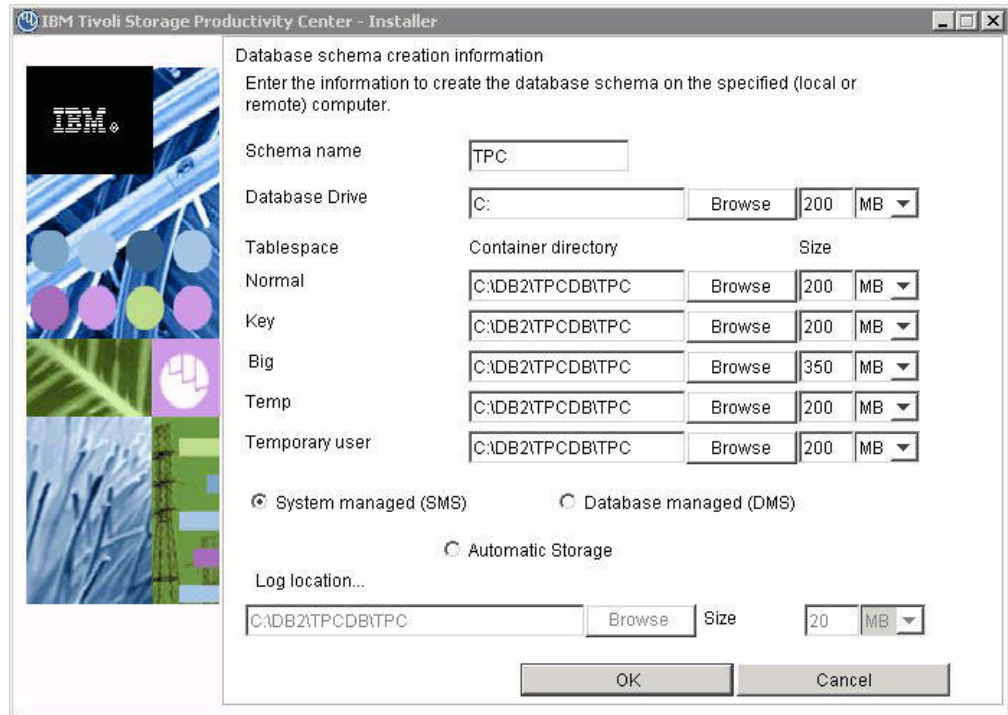 IBM Tivoli Storage Productivity Center - Installer
IBM®
Database schema creation information
Enter the information to create the database schema on the specified (local or
remote) computer.
Schema name TPC
Database Drive C: Browse 200 MB
Tablespace Container directory Size
Normal C:\DB2\TPCDB\TPC Browse 200 MB
Key C:\DB2\TPCDB\TPC Browse 200 MB
Big C:\DB2\TPCDB\TPC Browse 350 MB
Temp C:\DB2\TPCDB\TPC Browse 200 MB
Temporary user C:\DB2\TPCDB\TPC Browse 200 MB
System managed (SMS) Database managed (DMS)
Automatic Storage
Log location...
C:\DB2\TPCDB\TPC Browse Size 20 MB
OK Cancel